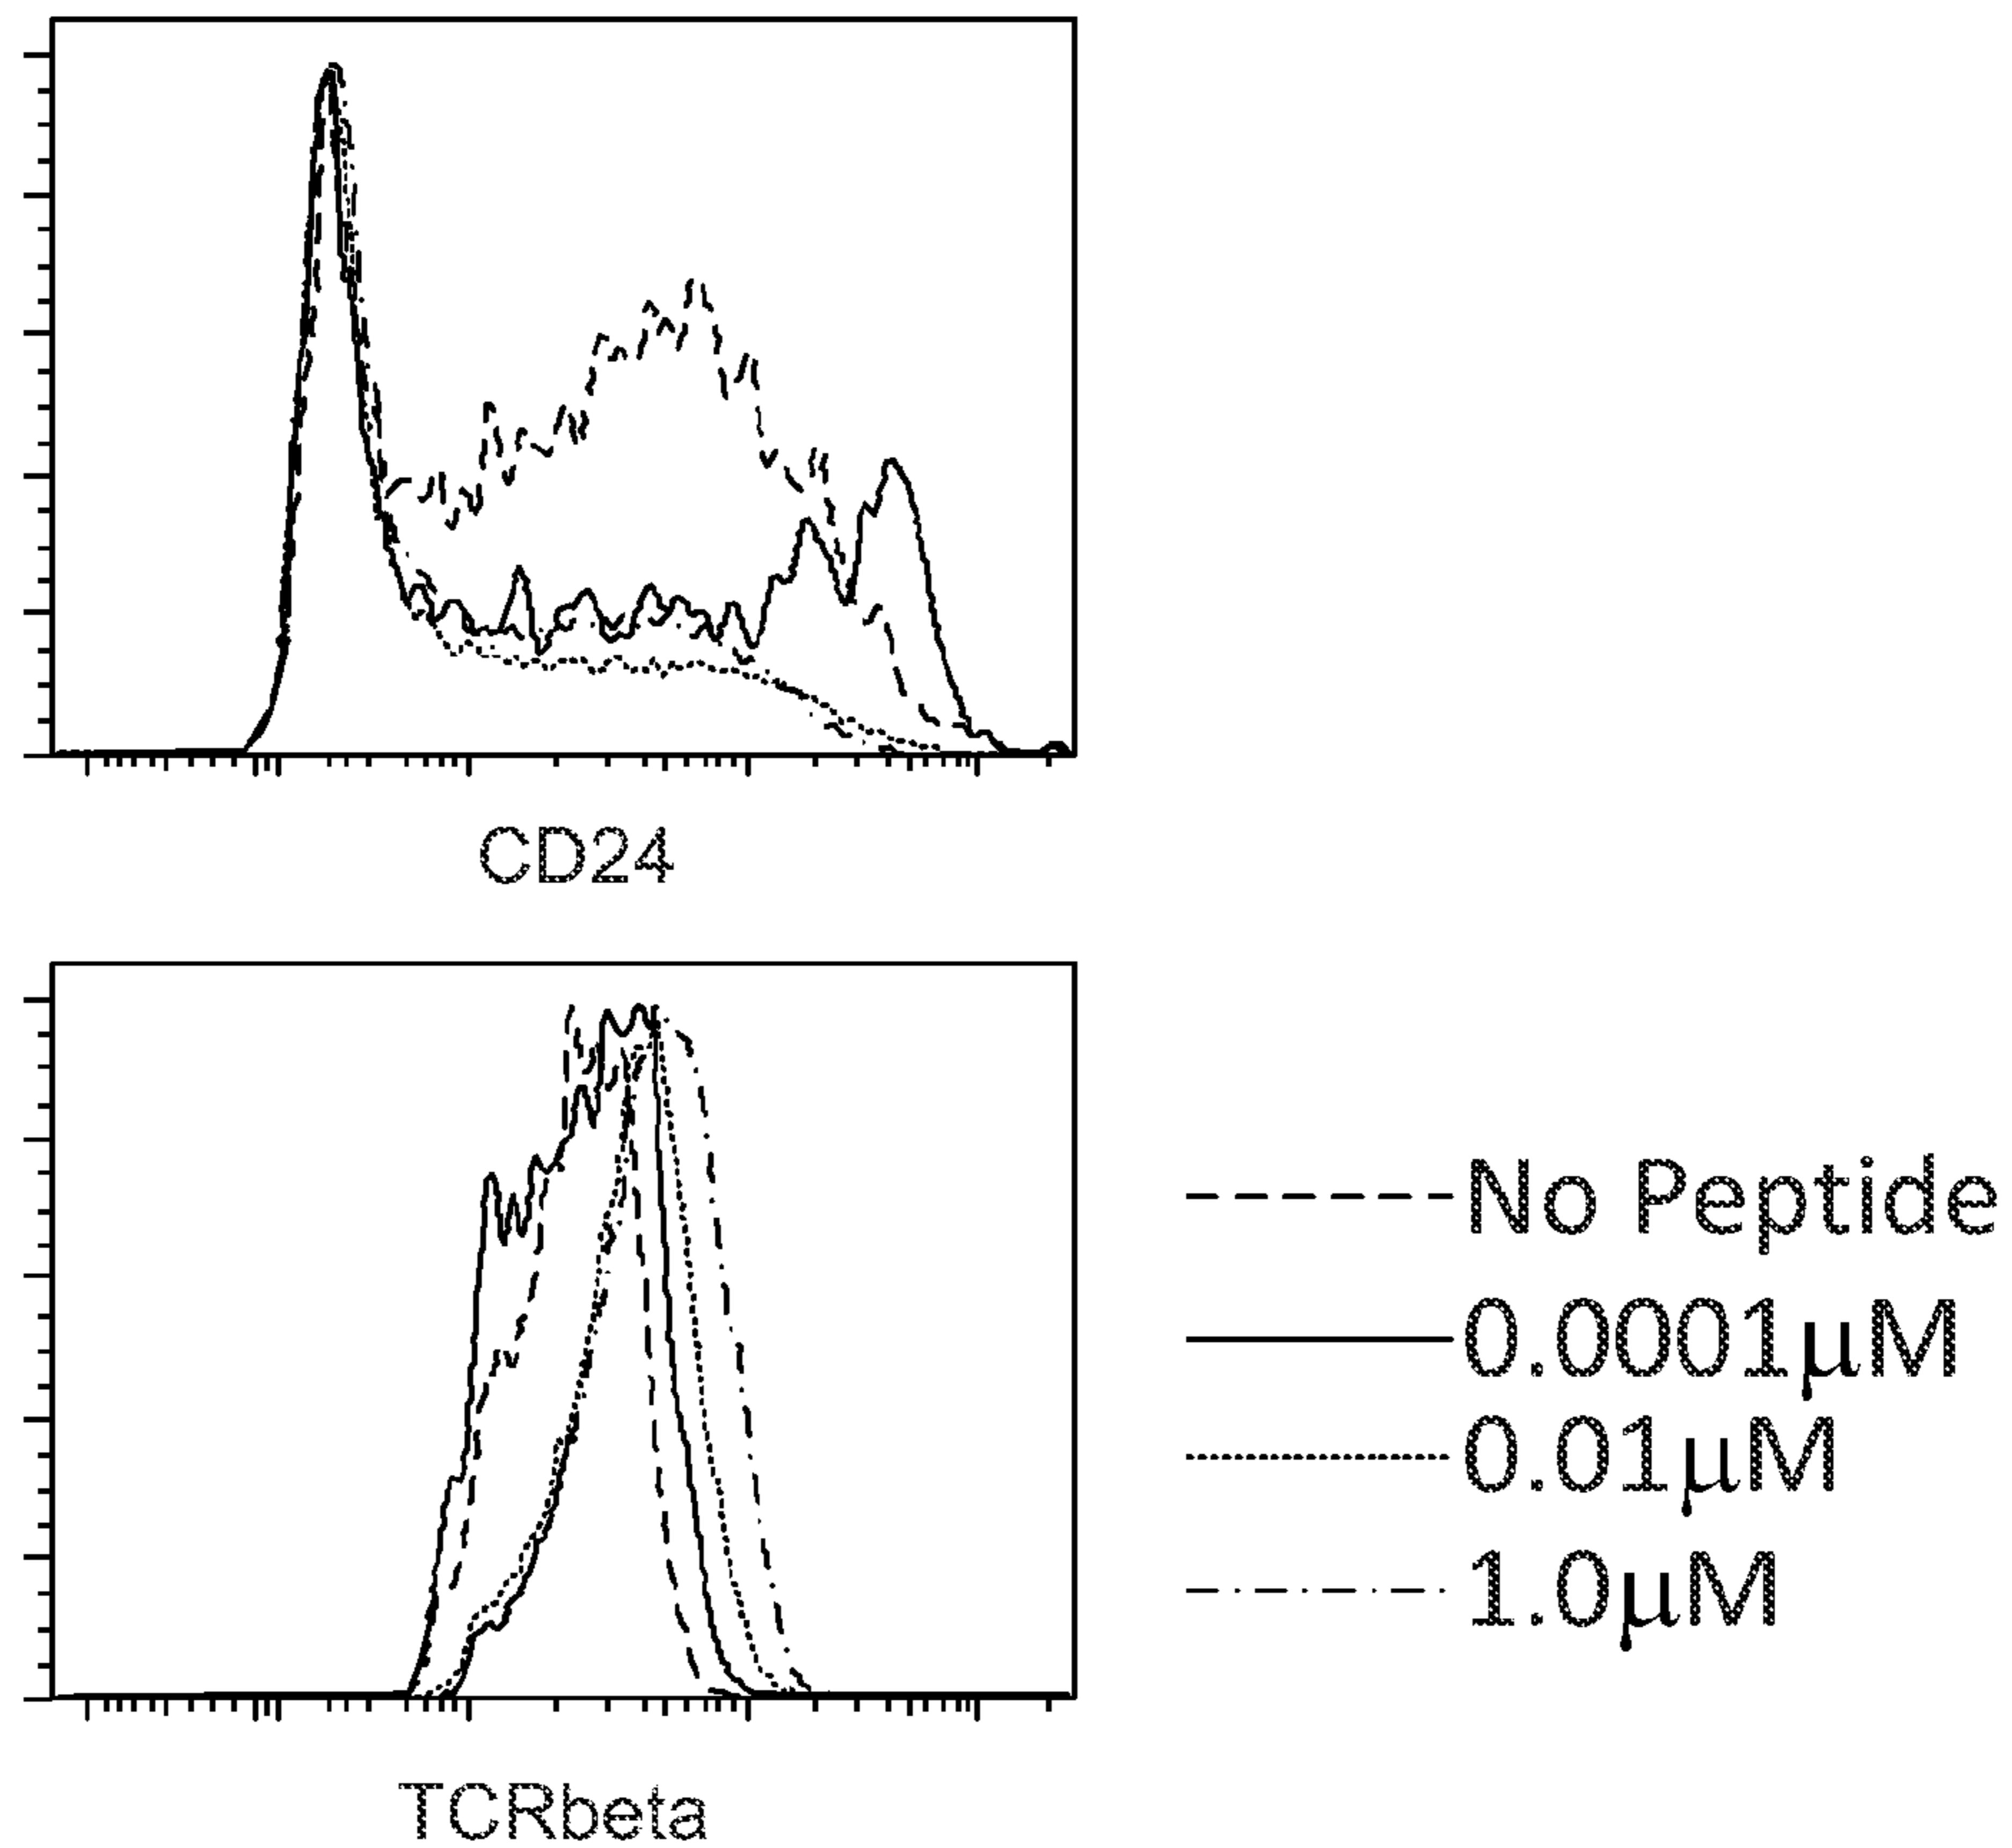 CD24
TCRbeta
No Peptide
0.0001μM
0.01μM
1.0μM